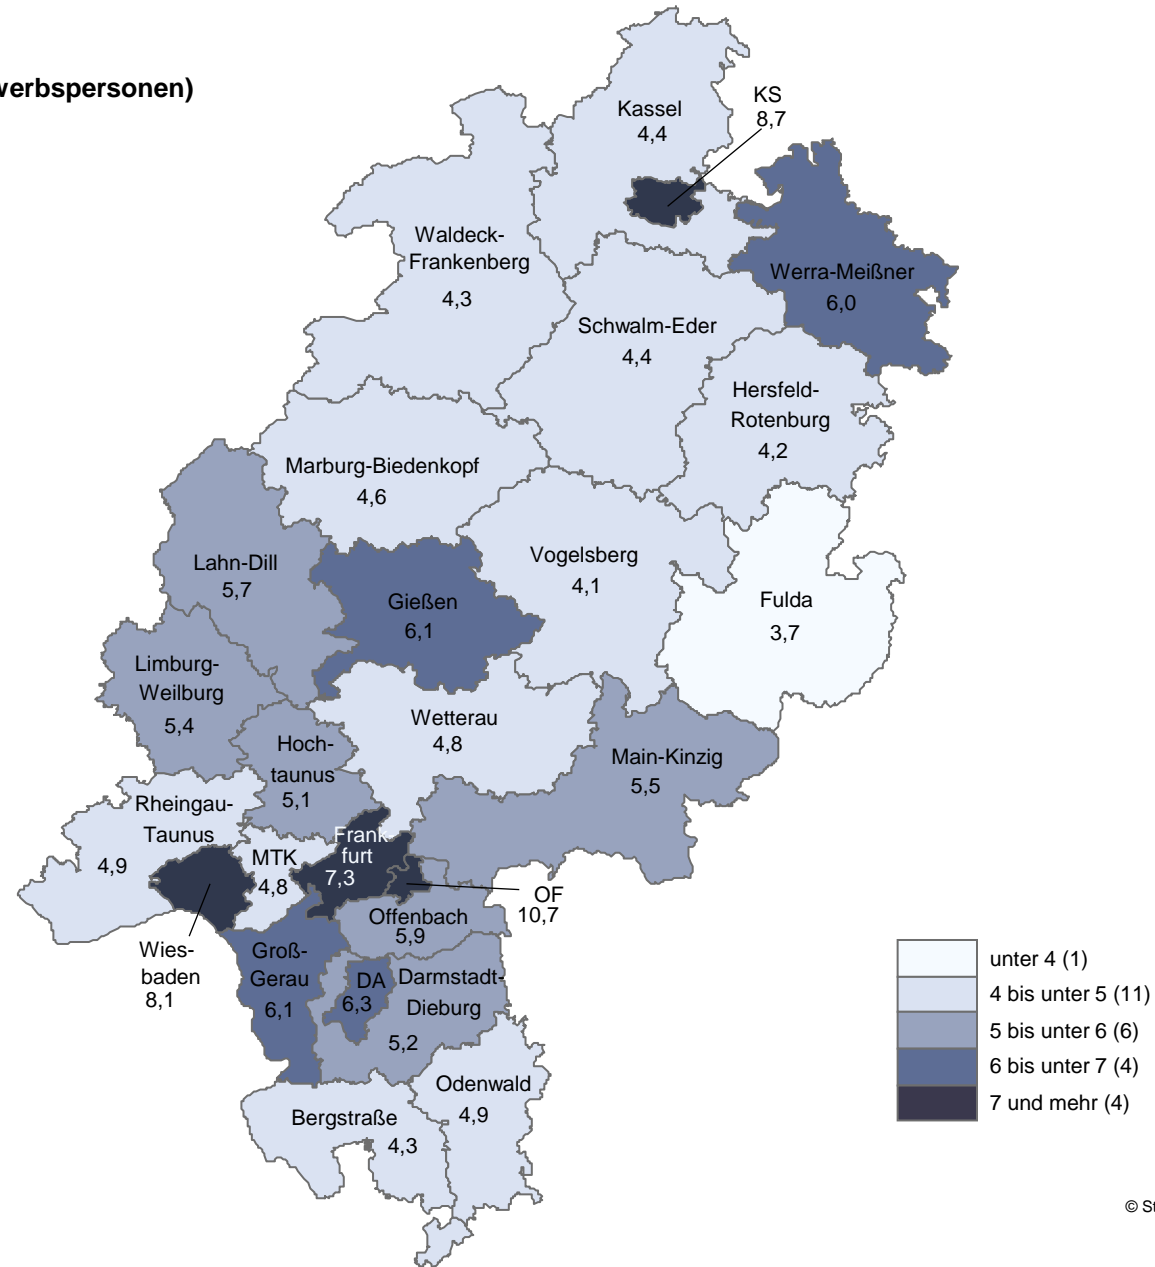 werbspersonen)
KS
8,7
Kassel
4,4
Waldeck-
Frankenberg
4,3
Werra-Meißner
6,0
Schwalm-Eder
4,4
Hersfeld-
Rotenburg
4,2
Marburg-Biedenkopf
4,6
Lahn-Dill
5,7
Vogelsberg
4,1
Gießen
6,1
Fulda
3,7
Limburg-
Weilburg
5,4
Wetterau
4,8
Hoch-
taunus
5,1
Main-Kinzig
5,5
Rheingau-
Taunus
4,9
MTK
4,8
Frank-
furt
7,3
OF
10,7
Offenbach
5,9
Wies-
baden
8,1
Groß-
Gerau
6,1
DA
6,3
Darmstadt-
Dieburg
5,2
Odenwald
4,9
Bergstraße
4,3
unter 4 (1)
4 bis unter 5 (11)
5 bis unter 6 (6)
6 bis unter 7 (4)
7 und mehr (4)
© St